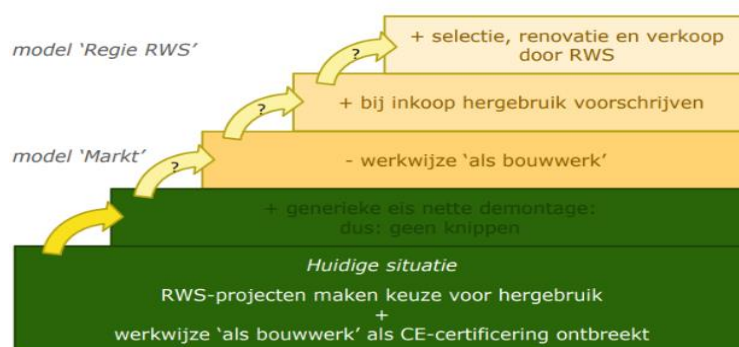 model 'Regie RWS'
+ selectie, renovatie en verkoop
door RWS
?
+ bij inkoop hergebruik voorschrijven
?
model 'Markt'
- werkwijze 'als bouwwerk'
?
+ generieke eis nette demontage:
dus: geen knippen
Huidige situatie
RWS-projecten maken keuze voor hergebruik
+
werkwijze 'als bouwwerk' als CE-certificering ontbreekt